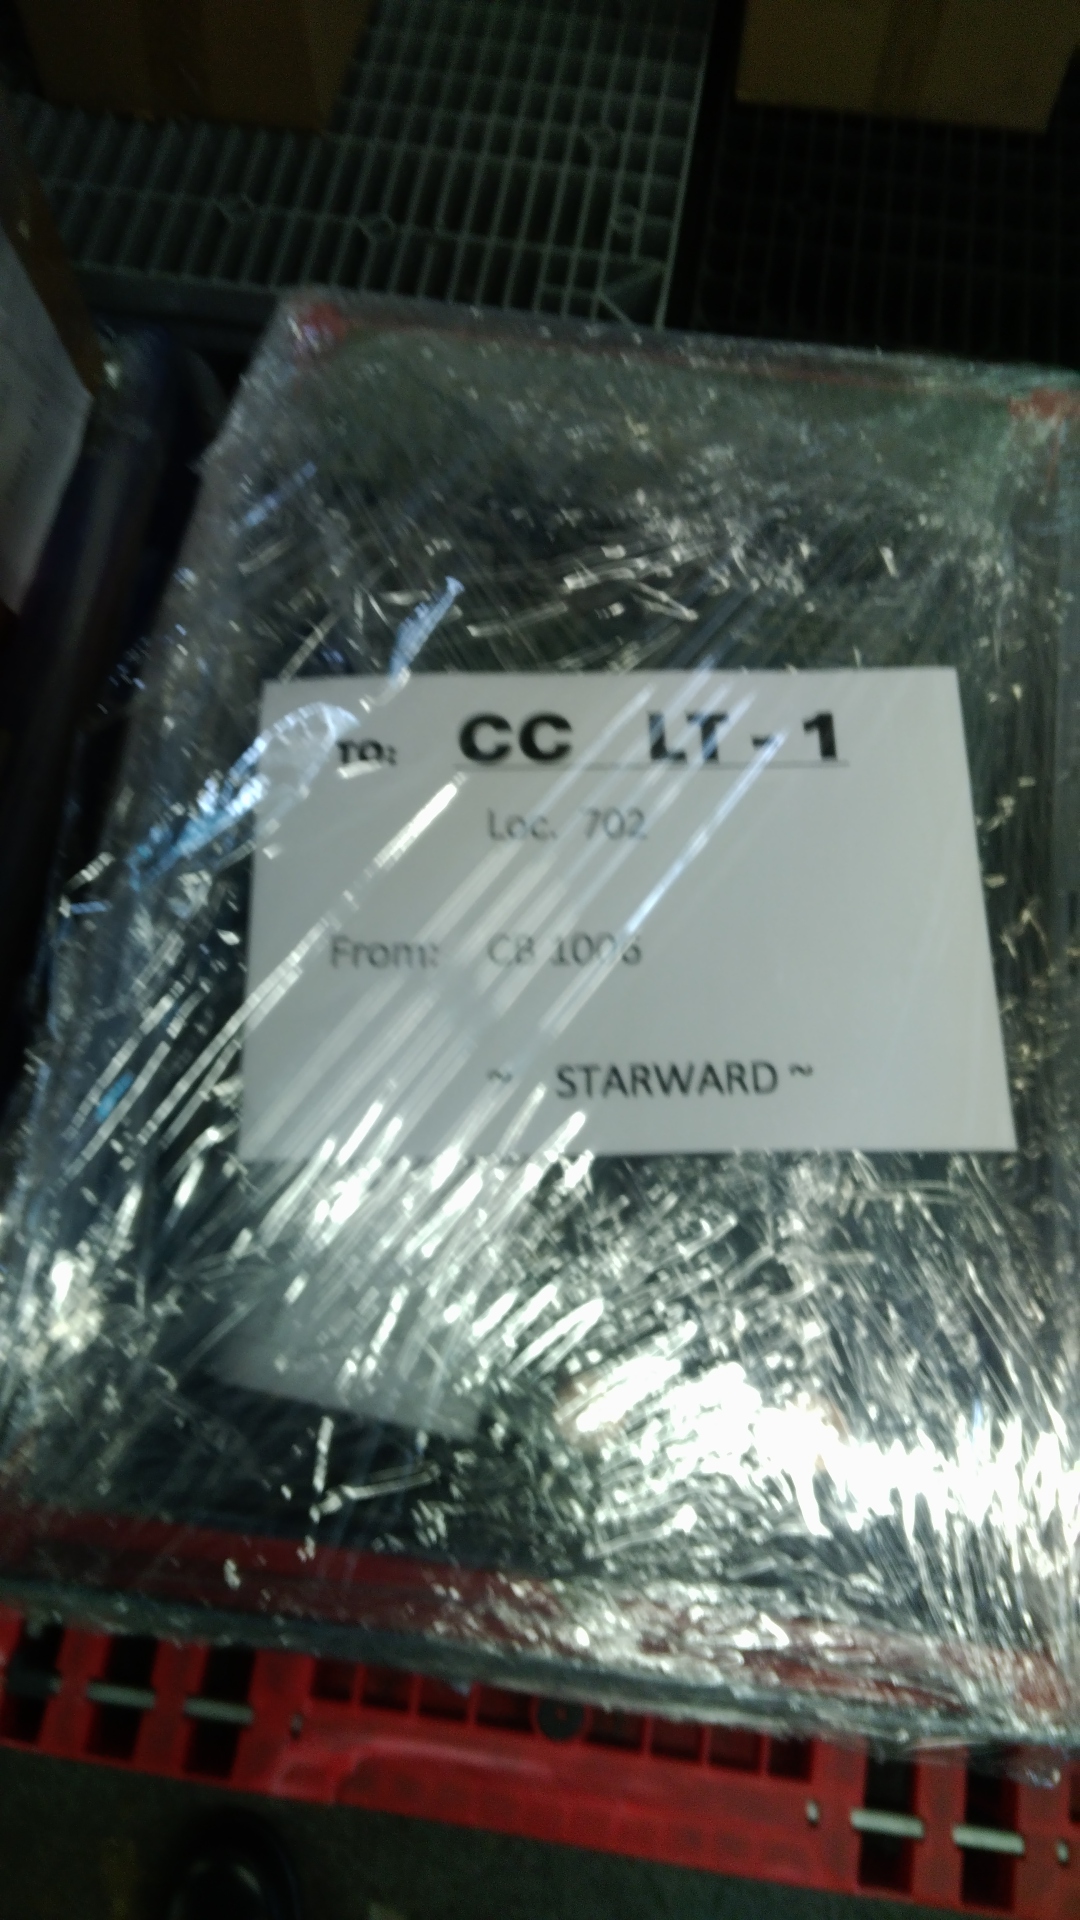 TO: CC LT - 1
Loc. 702
From: CB 1006
~ STARWARD ~